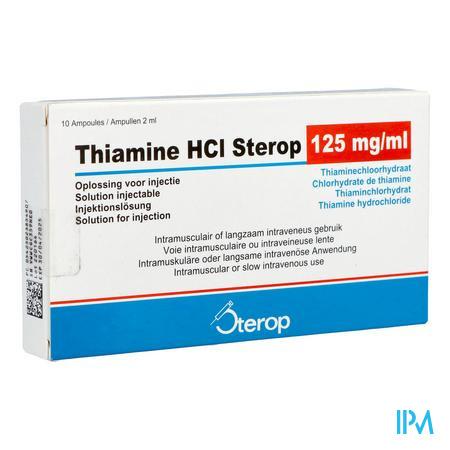 10 Ampoules / Ampullen 2 ml
Thiamine HCl Sterop 125 mg/ml
Oplossing voor injectie
Solution injectable
Injektionslösung
Solution for injection
Thiaminechloorhydraat
Chlorhydrate de thiamine
Thiaminchlorhydrat
Thiamine hydrochloride
Intramusculair of langzaam intraveneus gebruik
Voie intramusculaire ou intraveineuse lente
Intramuskuläre oder langsame intravenöse Anwendung
Intramuscular or slow intravenous use
Sterop
IPM